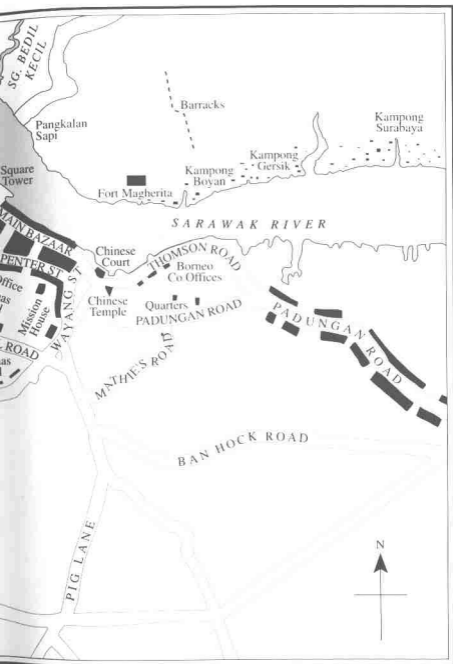 SG. BEDIL
KECIL
Pangkalan
Sapi
Barracks
Kampong
Surabaya
Square
Tower
Kampong
Gersik
Kampong
Boyan
Fort Magherita
SARAWAK RIVER
MAIN BAZAAR
Chinese
Court
THOMSON ROAD
Borneo
Co Offices
PENTER ST
WAYANG ST
Chinese
Temple
Quarters
PADUNGAN ROAD
PADUNGAN ROAD
Mission
House
ROAD
MATHIES ROAD
BAN HOCK ROAD
PIG LANE
N